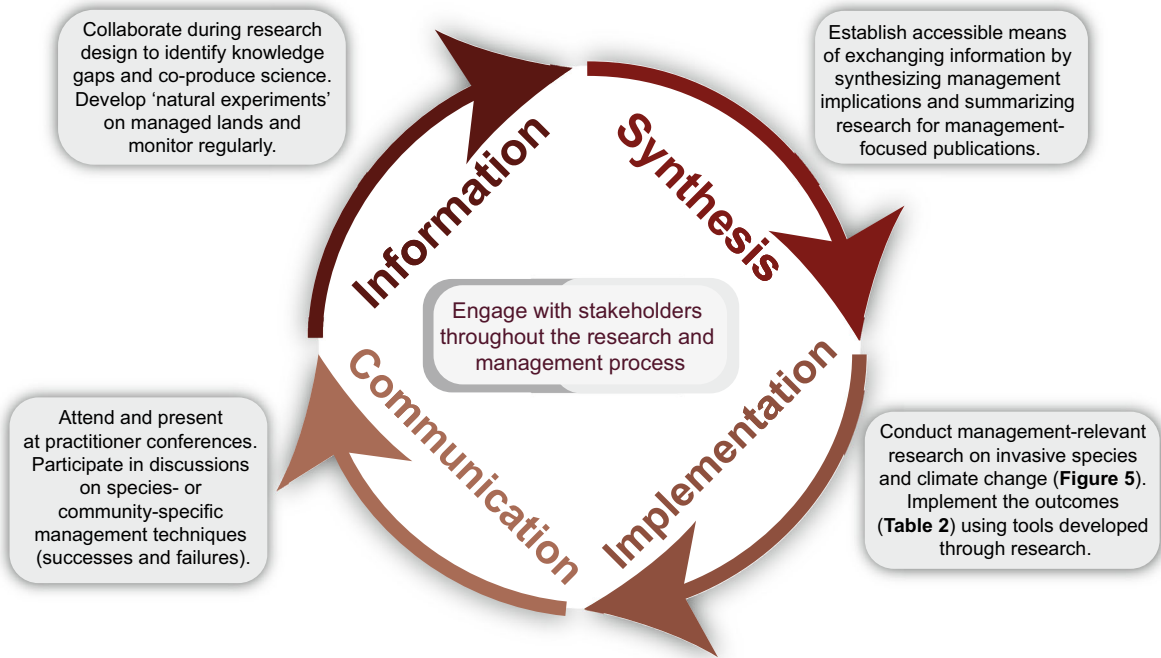 Collaborate during research
design to identify knowledge
gaps and co-produce science.
Develop ‘natural experiments’
on managed lands and
monitor regularly.
Information
Synthesis
Establish accessible means
of exchanging information by
synthesizing management
implications and summarizing
research for management-
focused publications.
Engage with stakeholders
throughout the research and
management process
Attend and present
at practitioner conferences.
Participate in discussions
on species- or
community-specific
management techniques
(successes and failures).
Communication
Implementation
Conduct management-relevant
research on invasive species
and climate change (Figure 5).
Implement the outcomes
(Table 2) using tools developed
through research.